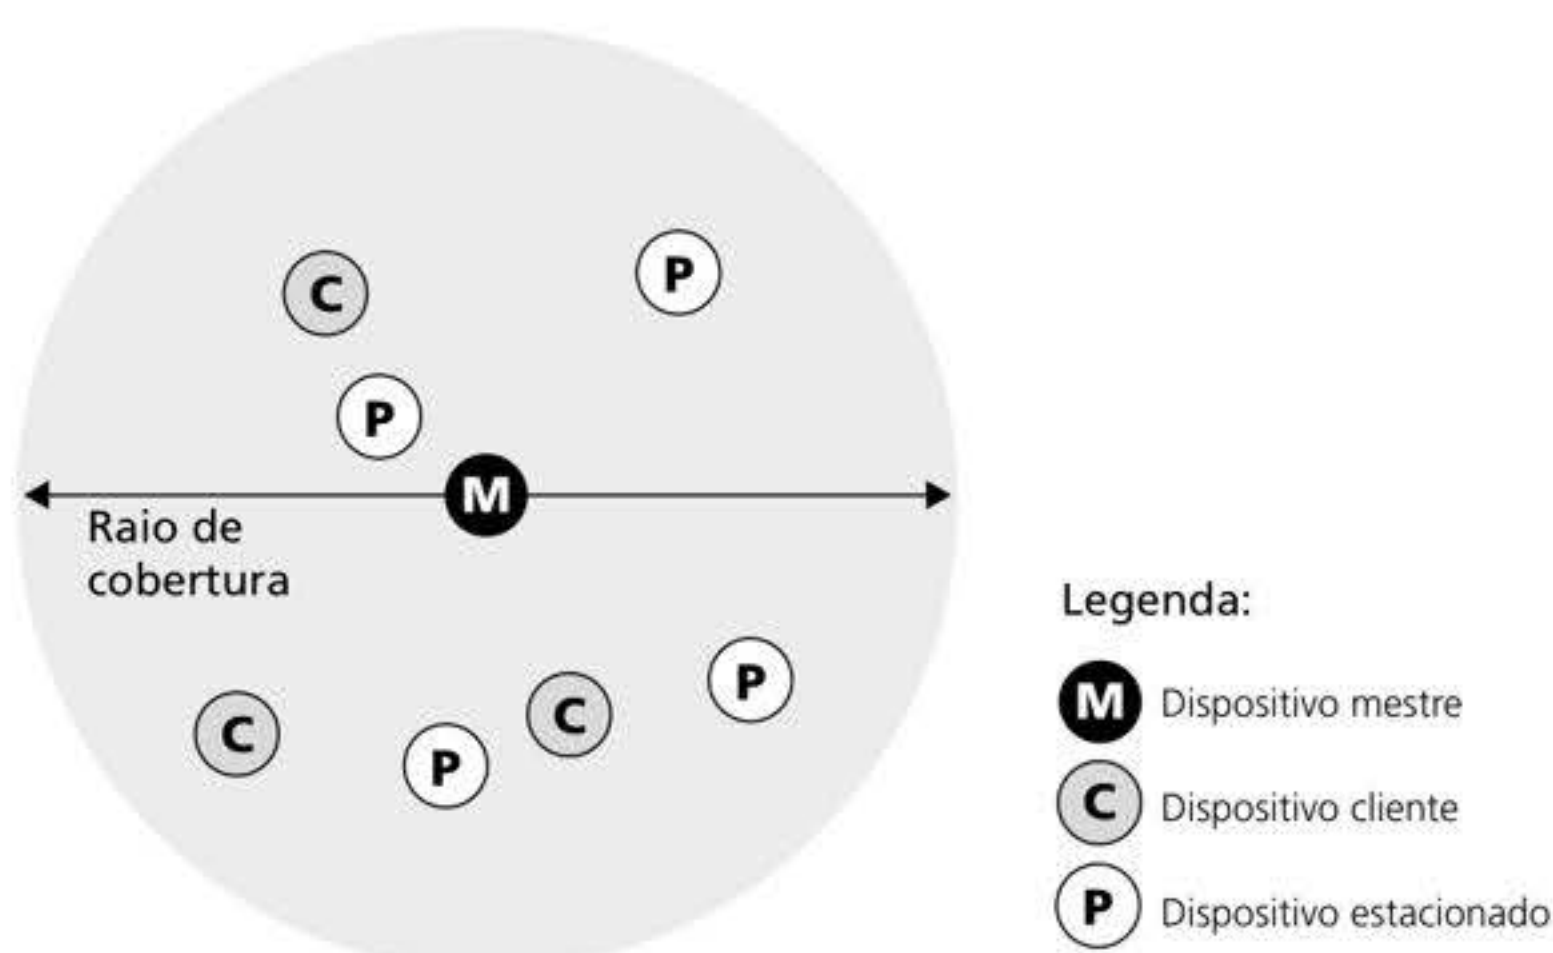 C
P
P
M
Raio de
cobertura
C
P
C
P
Legenda:
M Dispositivo mestre
C Dispositivo cliente
P Dispositivo estacionado